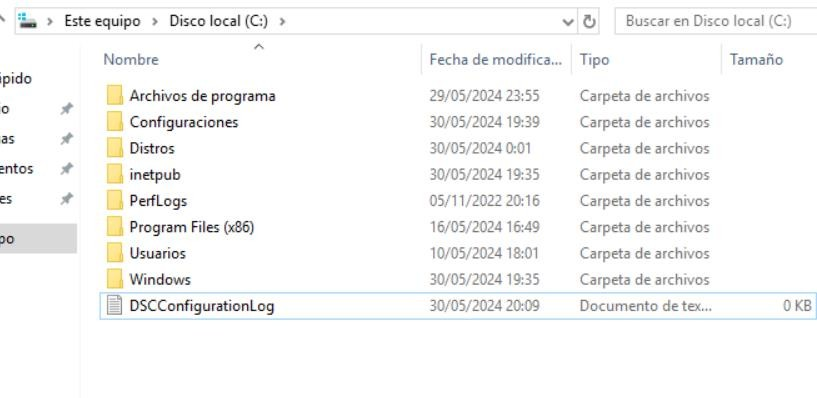 Este equipo > Disco local (C:) >
Buscar en Disco local (C:)
Nombre Fecha de modifica... Tipo Tamaño
Archivos de programa 29/05/2024 23:55 Carpeta de archivos
Configuraciones 30/05/2024 19:39 Carpeta de archivos
Distros 30/05/2024 0:01 Carpeta de archivos
inetpub 30/05/2024 19:35 Carpeta de archivos
PerfLogs 05/11/2022 20:16 Carpeta de archivos
Program Files (x86) 16/05/2024 16:49 Carpeta de archivos
Usuarios 10/05/2024 18:01 Carpeta de archivos
Windows 30/05/2024 19:35 Carpeta de archivos
DSCConfigurationLog 30/05/2024 20:09 Documento de tex... 0 KB